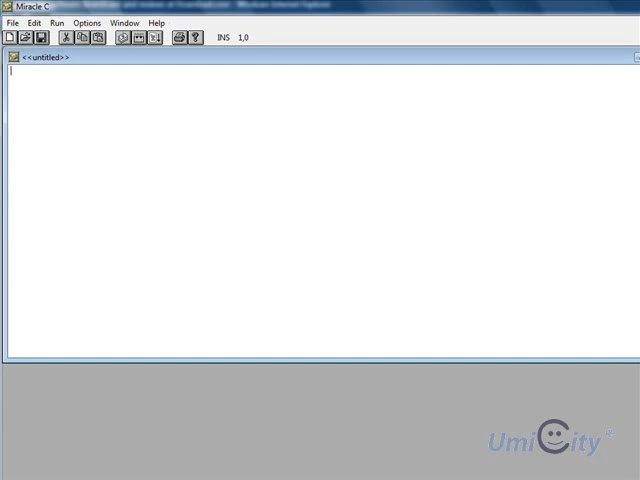 Miracle C
File Edit Run Options Window Help
INS 1,0
<<untitled>>
UmiCity